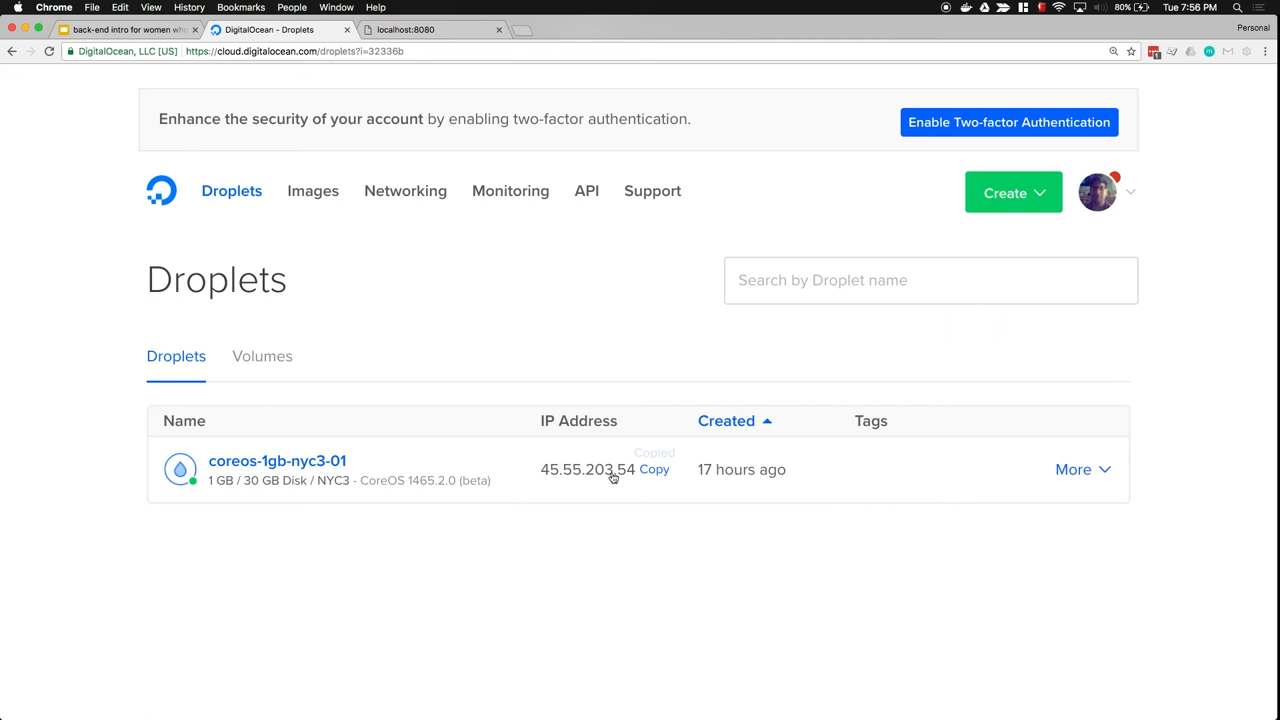 Chrome File Edit View History Bookmarks People Window Help 80% Tue 7:56 PM
back-end intro for women who
DigitalOcean - Droplets
localhost:8080
Personal
DigitalOcean, LLC [US] https://cloud.digitalocean.com/droplets?i=32336b
Enhance the security of your account by enabling two-factor authentication.
Enable Two-factor Authentication
Droplets Images Networking Monitoring API Support
Create
Droplets
Search by Droplet name
Droplets Volumes
Name IP Address Created Tags
coreos-1gb-nyc3-01
1 GB / 30 GB Disk / NYC3 - CoreOS 1465.2.0 (beta)
Copied
45.55.203.54 Copy
17 hours ago
More